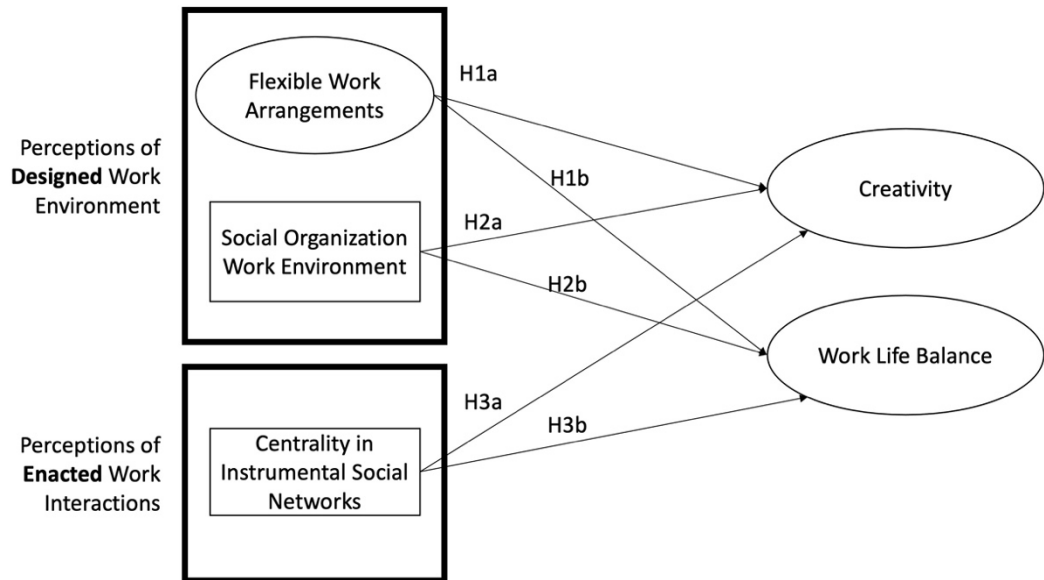 Perceptions of
Designed Work
Environment
Flexible Work
Arrangements
Social Organization
Work Environment
H1a
H1b
H2a
H2b
Creativity
Work Life Balance
Perceptions of
Enacted Work
Interactions
Centrality in
Instrumental Social
Networks
H3a
H3b